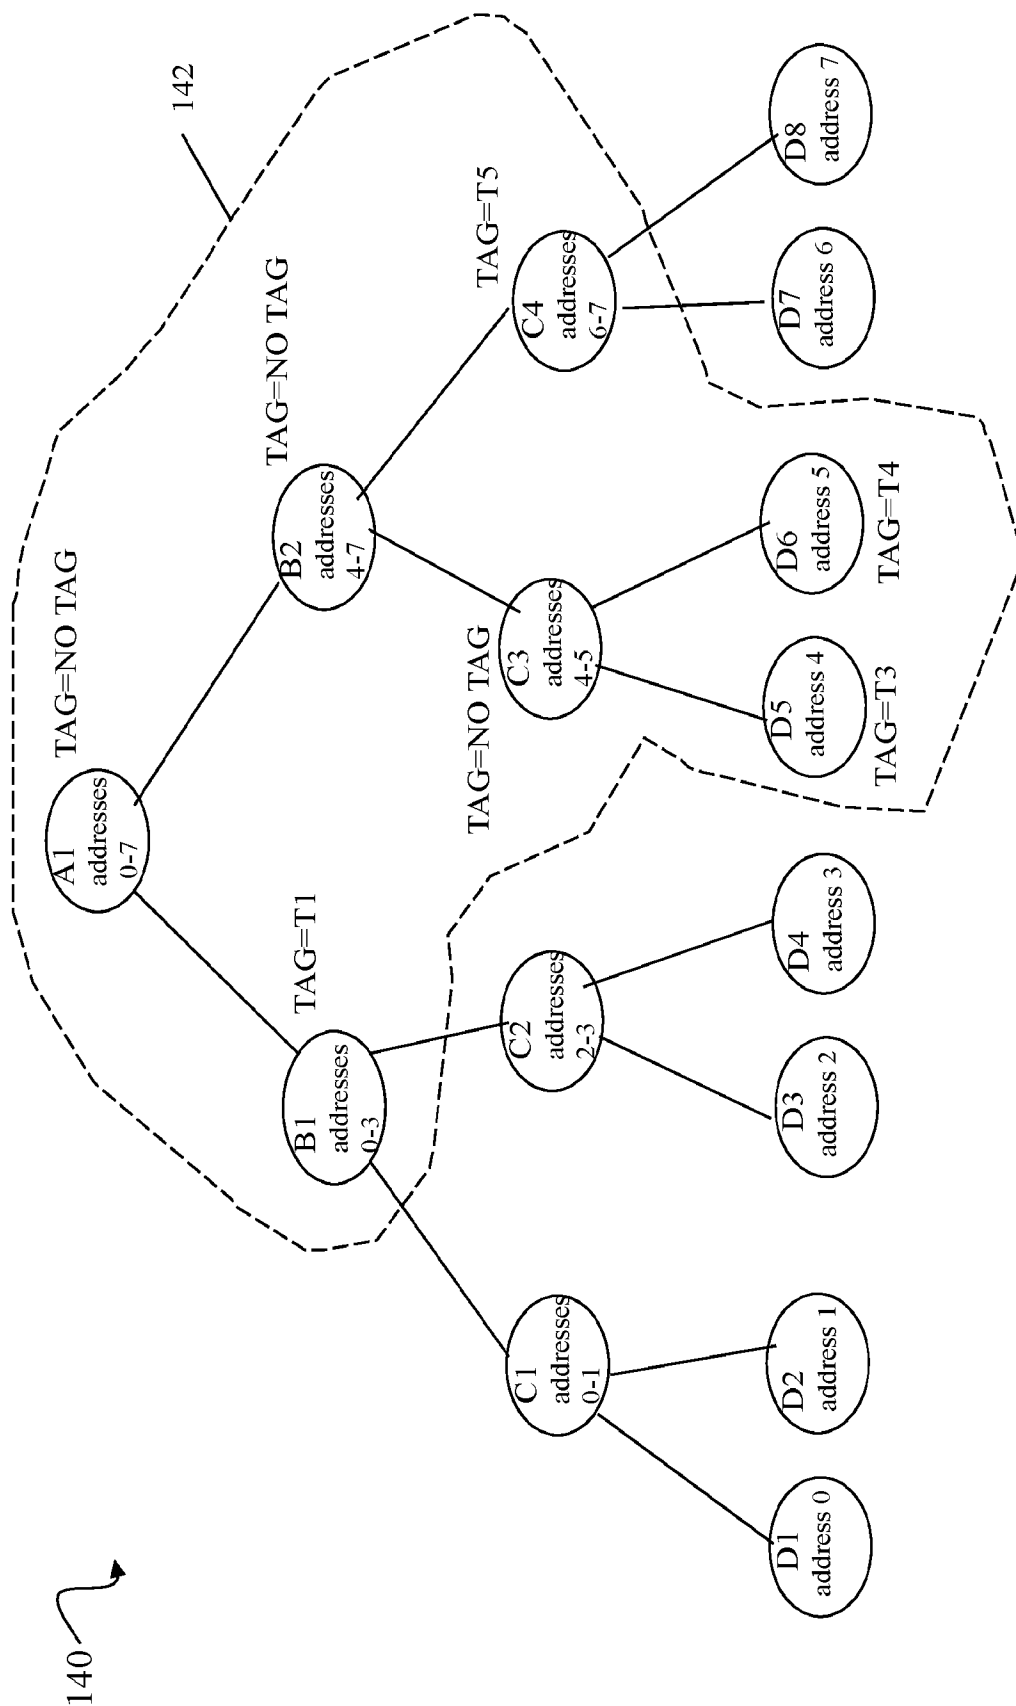 140
142
TAG=NO TAG
A1
addresses
0-7
TAG=T1
B1
addresses
0-3
TAG=NO TAG
B2
addresses
4-7
C1
addresses
0-1
C2
addresses
2-3
TAG=NO TAG
C3
addresses
4-5
TAG=T5
C4
addresses
6-7
D1
address 0
D2
address 1
D3
address 2
D4
address 3
D5
address 4
TAG=T3
D6
address 5
TAG=T4
D7
address 6
D8
address 7